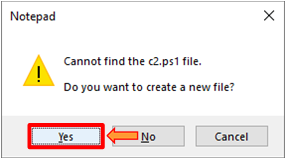 Notepad
Cannot find the c2.ps1 file.
Do you want to create a new file?
Yes No Cancel